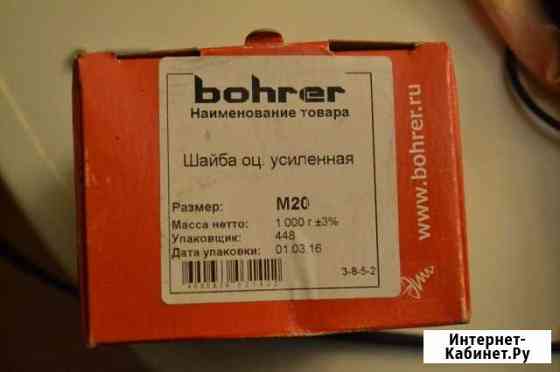 bohrer
Наименование товара
Шайба оц. усиленная
Размер: М20
Масса нетто: 1 000 г ±3%
Упаковщик: 448
Дата упаковки: 01.03.16
3-8-5-2
www.bohrer.ru
Интернет-
Кабинет.Ру